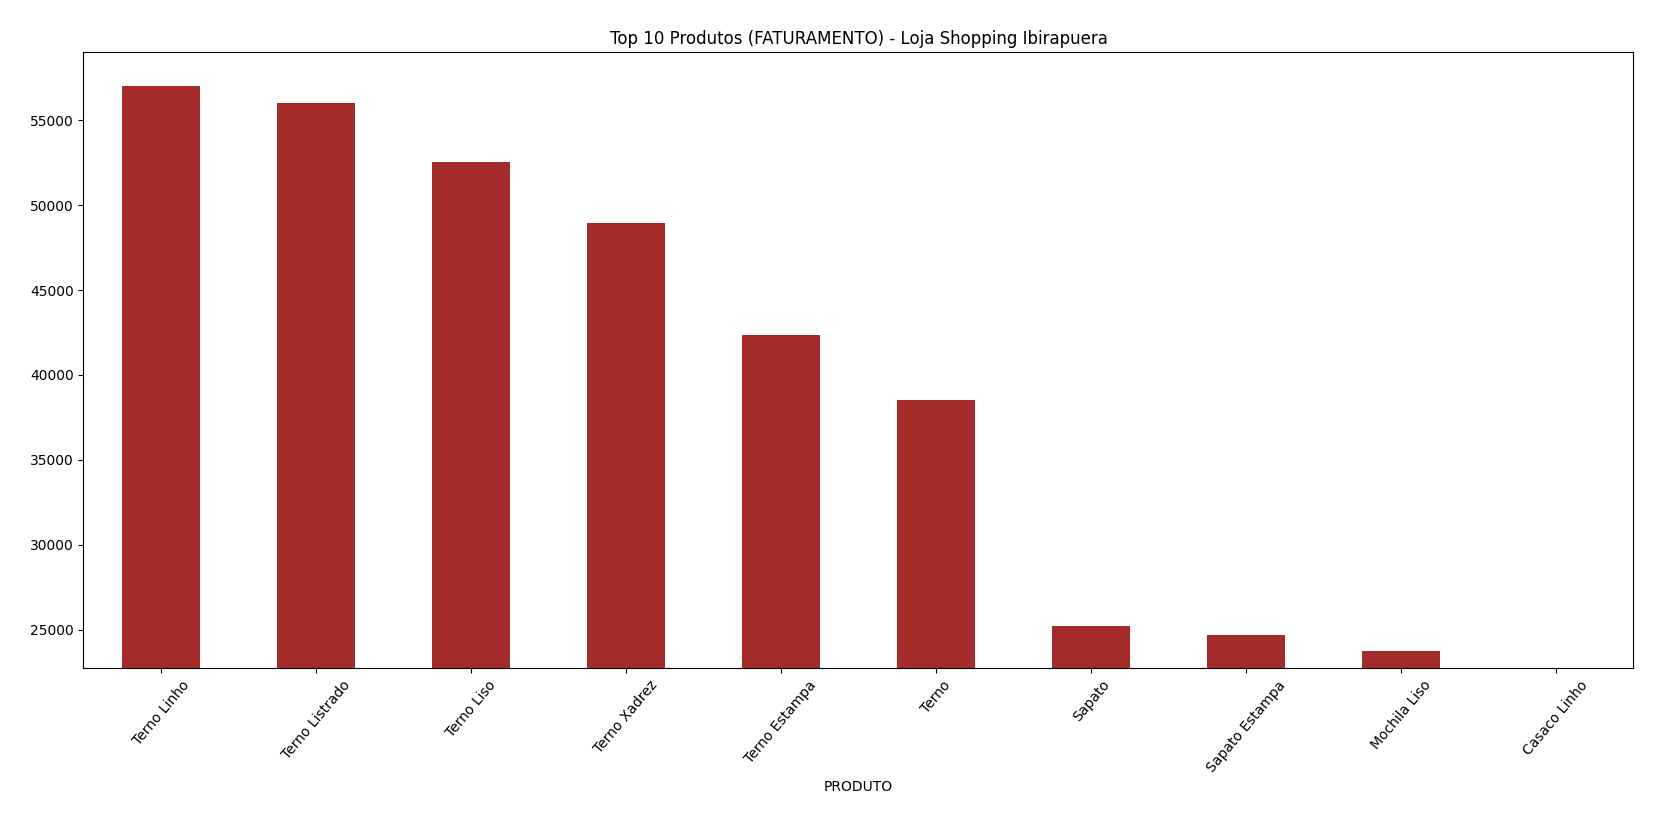 Top 10 Produtos (FATURAMENTO) - Loja Shopping Ibirapuera
55000
50000
45000
40000
35000
30000
25000
Terno Linho
Terno Listrado
Terno Liso
Terno Xadrez
Terno Estampa
Terno
Sapato
Sapato Estampa
Mochila Liso
Casaco Linho
PRODUTO